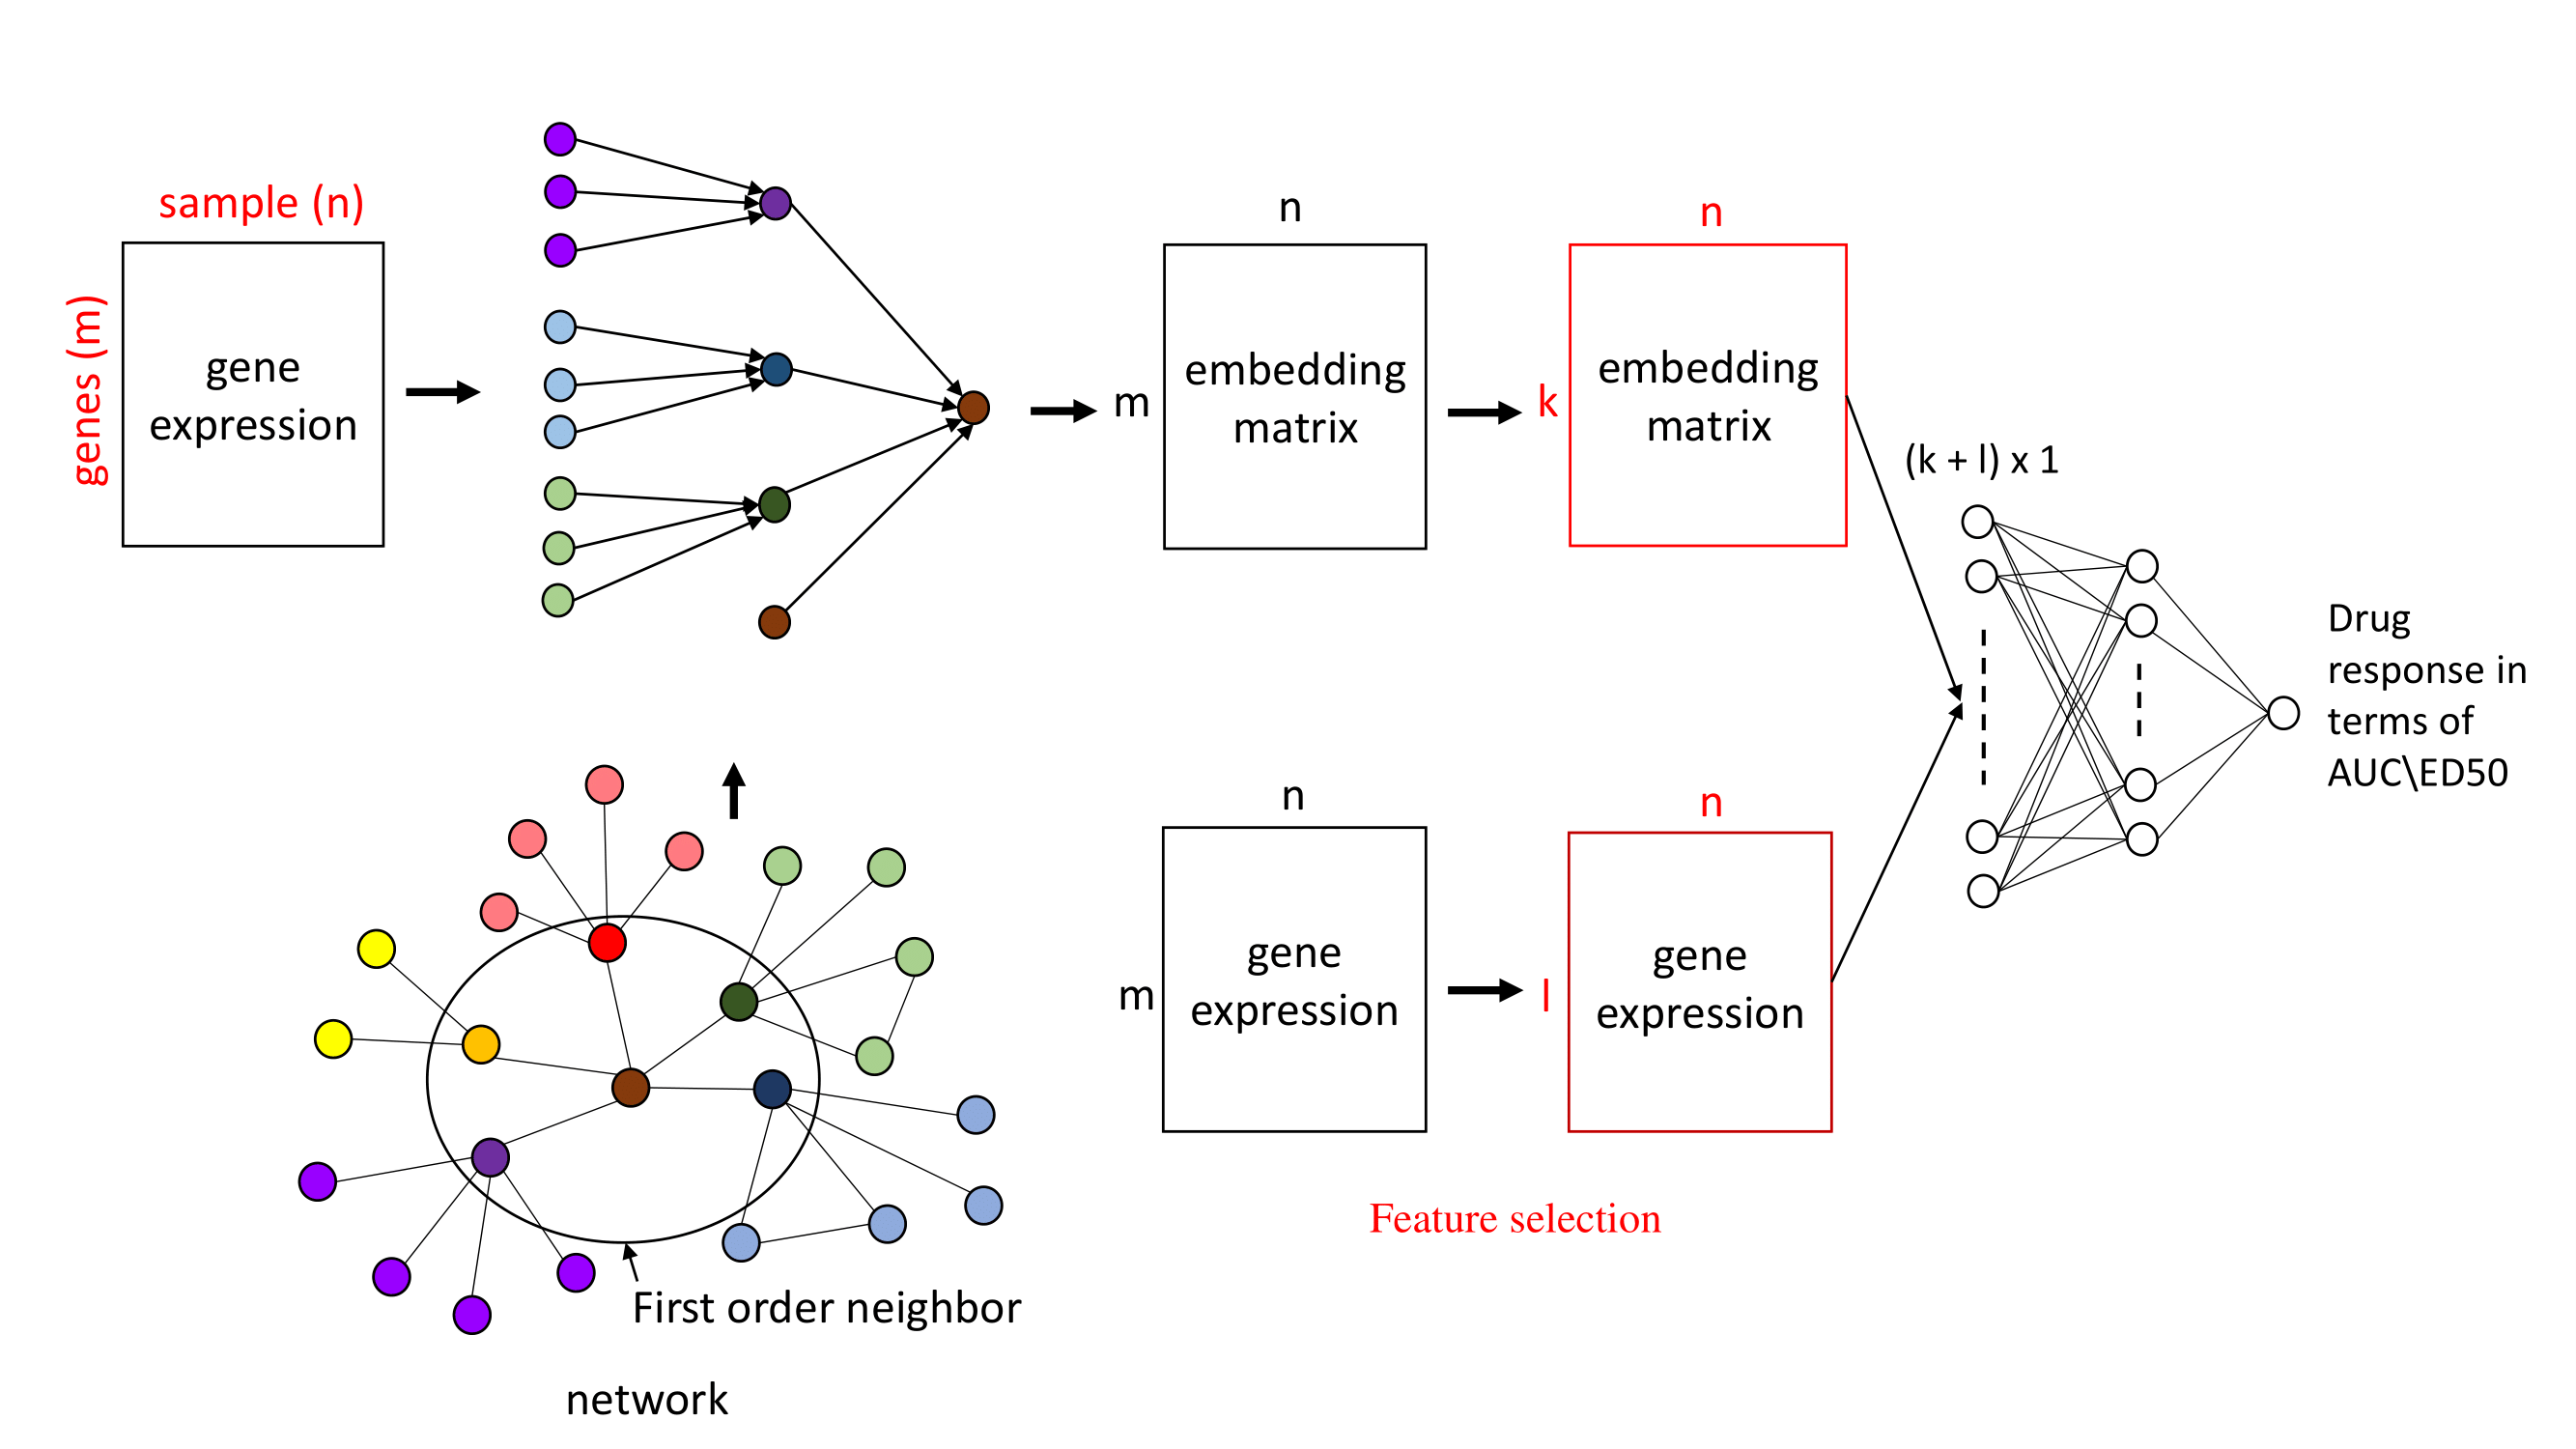 sample (n)
genes (m)
gene
expression
n
m
embedding
matrix
n
k
embedding
matrix
(k + l) x 1
Drug
response in
terms of
AUC\ED50
n
m
gene
expression
n
l
gene
expression
Feature selection
First order neighbor
network